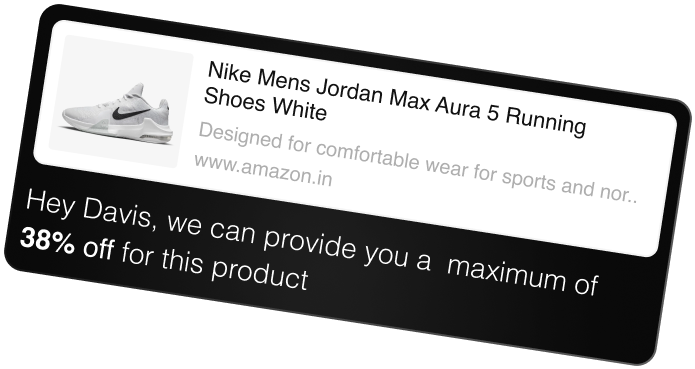 Nike Mens Jordan Max Aura 5 Running
Shoes White
Designed for comfortable wear for sports and nor..
www.amazon.in
Hey Davis, we can provide you a maximum of
38% off for this product